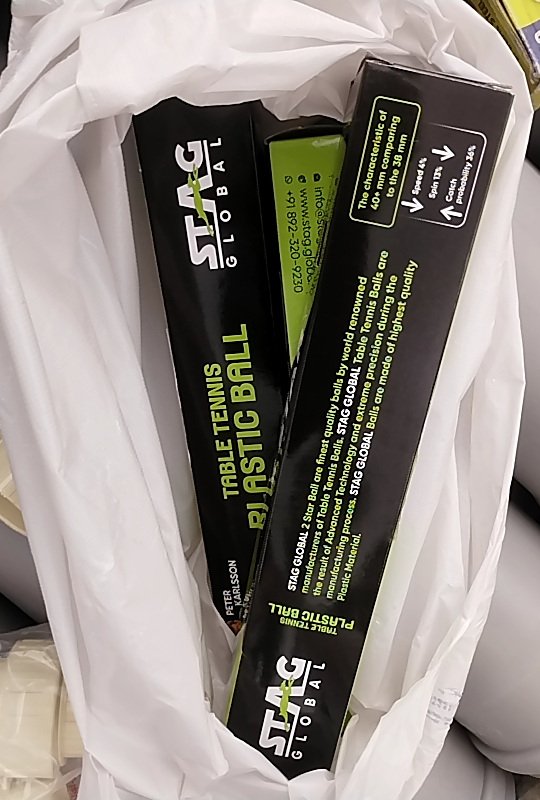 STAG
GLOBAL
TABLE TENNIS
PLASTIC BALL
PETER
KARLSSON
www.stag.globa
+91 892-320-9230
The characteristic of
40+ mm comparing
to the 38 mm
Speed 4%
Spin 13%
Catch
probability 36%
STAG GLOBAL 2 Star Ball are finest quality balls by world renowned
manufacturers of Table Tennis Balls. STAG GLOBAL Table Tennis Balls are
the result of Advanced Technology and extreme precision during the
manufacturing process. STAG GLOBAL Balls are made of highest quality
Plastic Material.
TABLE TENNIS
PLASTIC BALL
STAG
GLOBAL